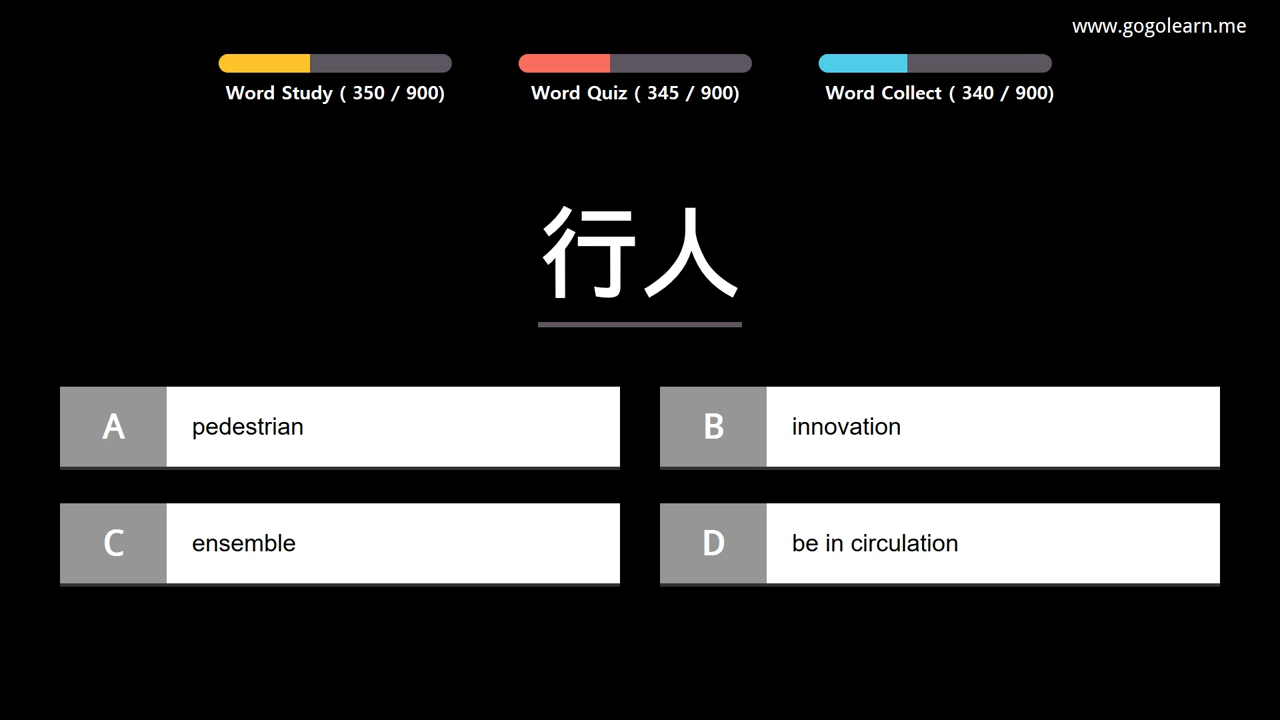 www.gogolearn.me
Word Study ( 350 / 900)
Word Quiz ( 345 / 900)
Word Collect ( 340 / 900)
行人
A pedestrian
B innovation
C ensemble
D be in circulation